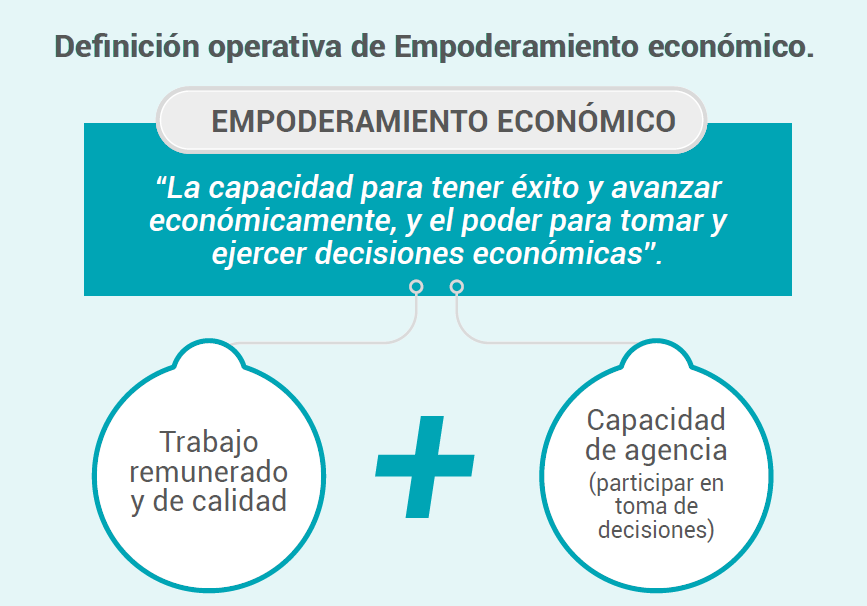 Definición operativa de Empoderamiento económico.
EMPODERAMIENTO ECONÓMICO
“La capacidad para tener éxito y avanzar
económicamente, y el poder para tomar y
ejercer decisiones económicas”.
Trabajo
remunerado
y de calidad
+
Capacidad
de agencia
(participar en
toma de
decisiones)